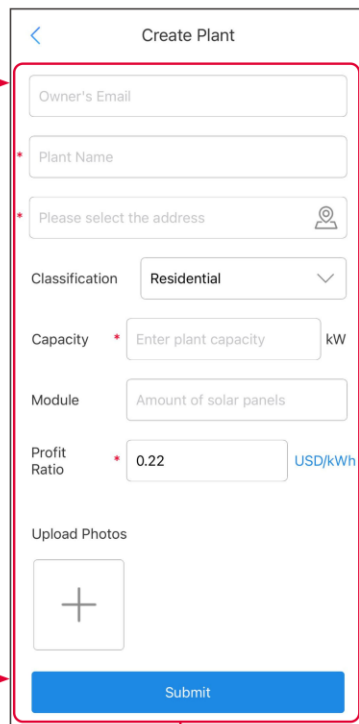 Create Plant
Owner's Email
* Plant Name
* Please select the address
Classification Residential
Capacity * Enter plant capacity kW
Module Amount of solar panels
Profit
Ratio * 0.22 USD/kWh
Upload Photos
Submit